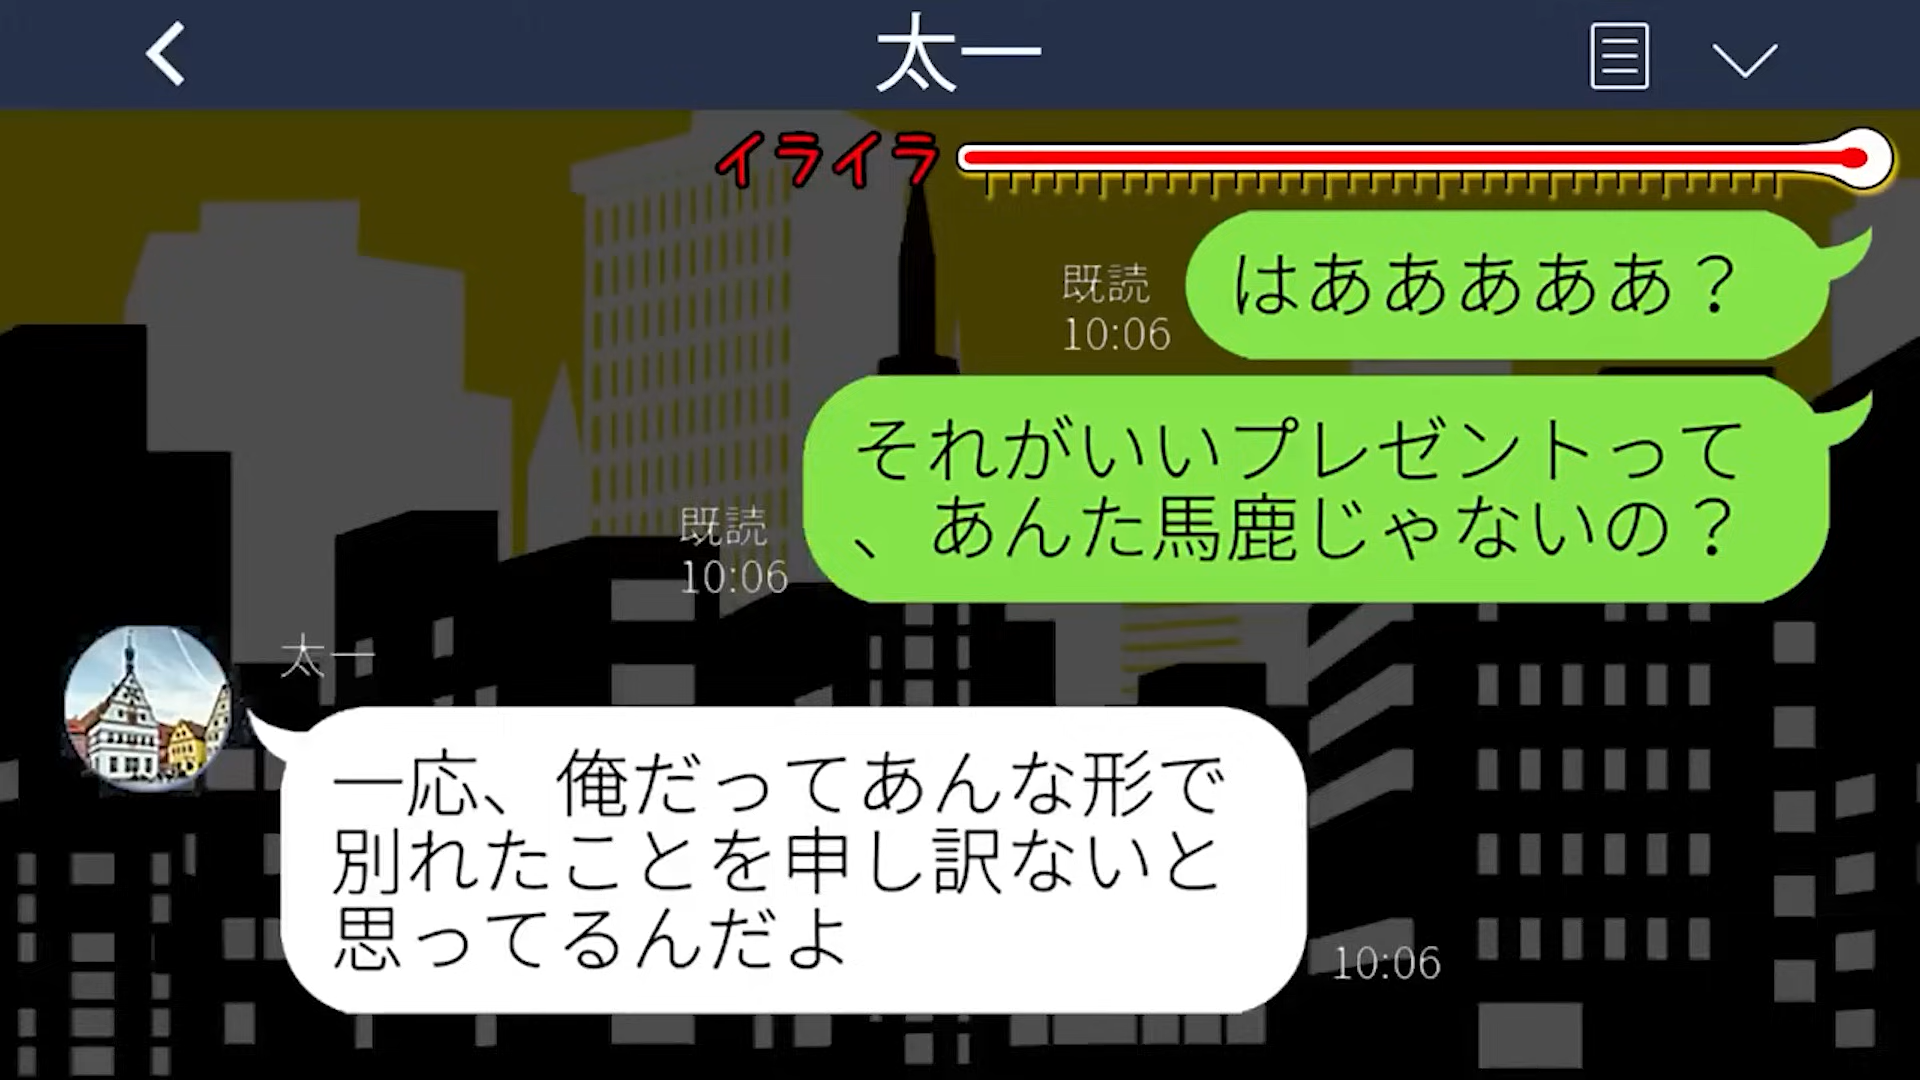 太一
イライラ
はああああああ？
既読
10:06
それがいいプレゼントって
、あんた馬鹿じゃないの？
既読
10:06
太一
一応、俺だってあんな形で
別れたことを申し訳ないと
思ってるんだよ
10:06